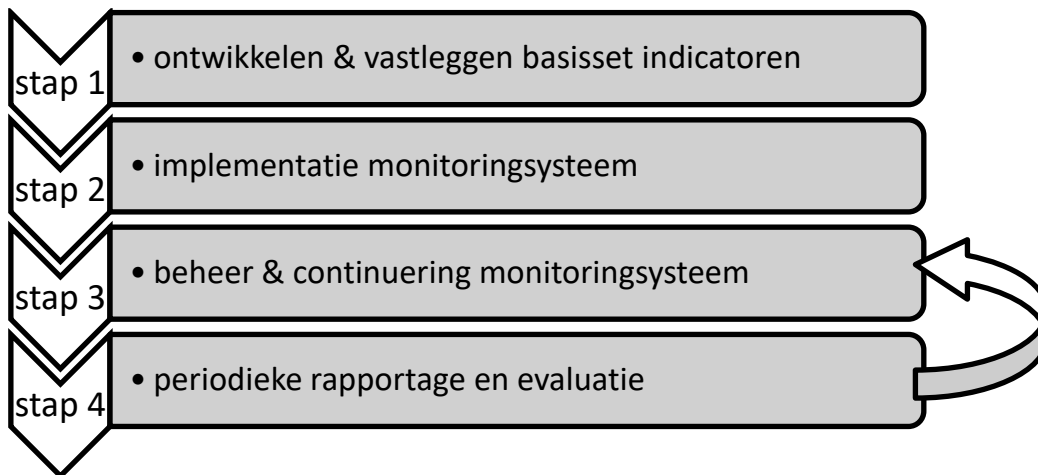 stap 1
• ontwikkelen & vastleggen basisset indicatoren
stap 2
• implementatie monitoringsysteem
stap 3
• beheer & continuering monitoringsysteem
stap 4
• periodieke rapportage en evaluatie